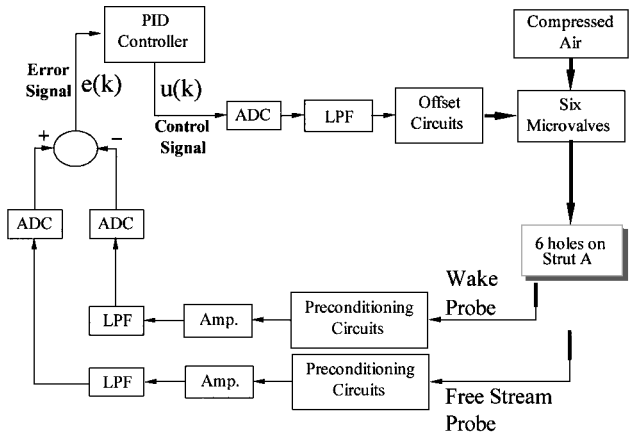 PID
Controller
Compressed
Air
Error
Signal
e(k)
u(k)
Control
Signal
ADC
LPF
Offset
Circuits
Six
Microvalves
+
−
ADC
ADC
6 holes on
Strut A
Wake
Probe
LPF
Amp.
Preconditioning
Circuits
LPF
Amp.
Preconditioning
Circuits
Free Stream
Probe